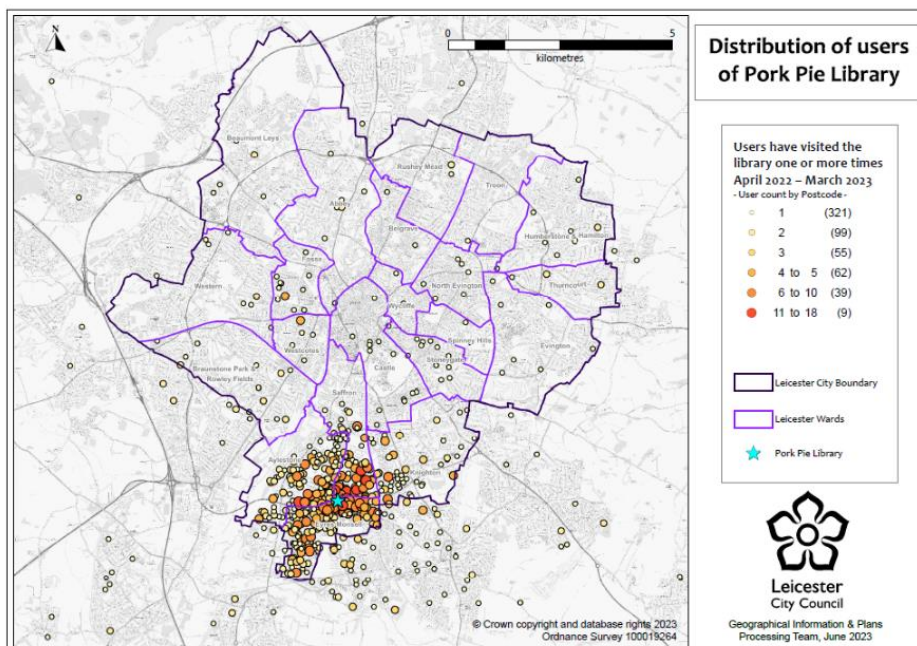 N
0 5
kilometres
Beaumont Leys
Rushey Mead
Troon
Abbey
Belgrave
Humberstone & Hamilton
Fosse
Western
North Evington
Thurncourt
Wycliffe
Spinney Hills
Westcotes
Stoneygate
Evington
Braunstone Park &
Rowley Fields
Castle
Saffron
Aylestone
Knighton
© Crown copyright and database rights 2023
Ordnance Survey 100019264
Distribution of users
of Pork Pie Library
Users have visited the
library one or more times
April 2022 – March 2023
- User count by Postcode -
1 (321)
2 (99)
3 (55)
4 to 5 (62)
6 to 10 (39)
11 to 18 (9)
Leicester City Boundary
Leicester Wards
Pork Pie Library
Leicester
City Council
Geographical Information & Plans
Processing Team, June 2023